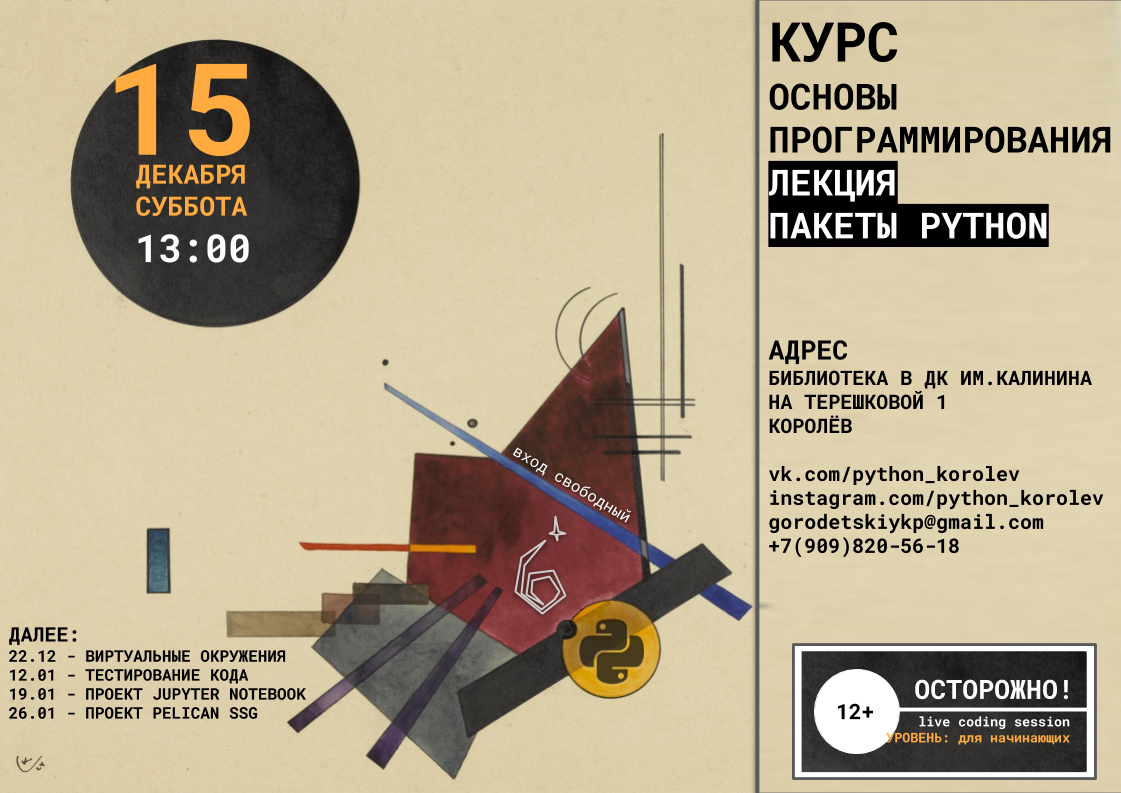 15
ДЕКАБРЯ
СУББОТА
13:00
КУРС
ОСНОВЫ
ПРОГРАММИРОВАНИЯ
ЛЕКЦИЯ
ПАКЕТЫ PYTHON
АДРЕС
БИБЛИОТЕКА В ДК ИМ.КАЛИНИНА
НА ТЕРЕШКОВОЙ 1
КОРОЛЁВ
vk.com/python_korolev
instagram.com/python_korolev
gorodetskiykp@gmail.com
+7(909)820-56-18
вход свободный
6+
ДАЛЕЕ:
22.12 - ВИРТУАЛЬНЫЕ ОКРУЖЕНИЯ
12.01 - ТЕСТИРОВАНИЕ КОДА
19.01 - ПРОЕКТ JUPYTER NOTEBOOK
26.01 - ПРОЕКТ PELICAN SSG
12+
ОСТОРОЖНО!
live coding session
УРОВЕНЬ: для начинающих